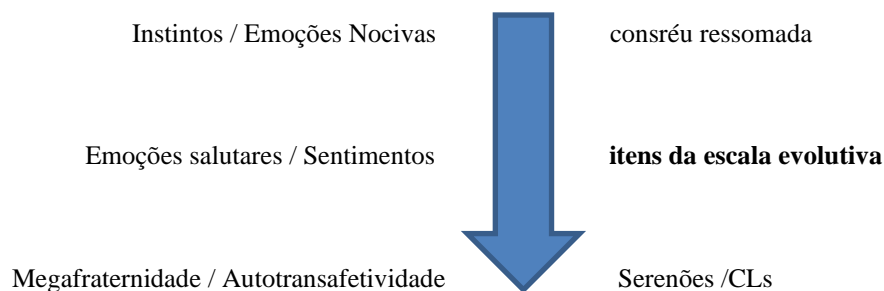 Instintos / Emoções Nocivas consréu ressomada
Emoções salutares / Sentimentos itens da escala evolutiva
Megafraternidade / Autotransafetividade Serenões /CLs